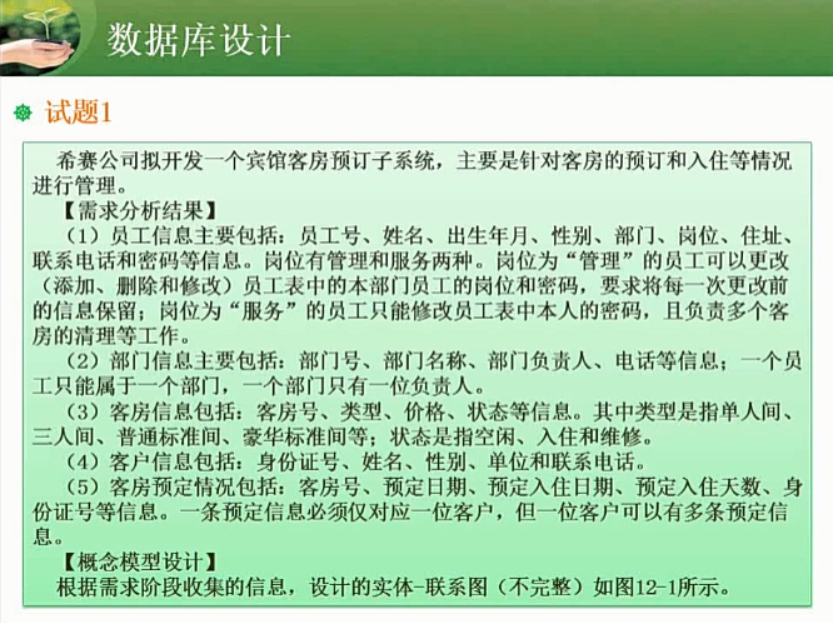 数据库设计
试题1
希赛公司拟开发一个宾馆客房预订子系统，主要是针对客房的预订和入住等情况
进行管理。
【需求分析结果】
（1）员工信息主要包括：员工号、姓名、出生年月、性别、部门、岗位、住址、
联系电话和密码等信息。岗位有管理和服务两种。岗位为“管理”的员工可以更改
（添加、删除和修改）员工表中的本部门员工的岗位和密码，要求将每一次更改前
的信息保留；岗位为“服务”的员工只能修改员工表中本人的密码，且负责多个客
房的清理等工作。
（2）部门信息主要包括：部门号、部门名称、部门负责人、电话等信息；一个员
工只能属于一个部门，一个部门只有一位负责人。
（3）客房信息包括：客房号、类型、价格、状态等信息。其中类型是指单人间、
三人间、普通标准间、豪华标准间等；状态是指空闲、入住和维修。
（4）客户信息包括：身份证号、姓名、性别、单位和联系电话。
（5）客房预定情况包括：客房号、预定日期、预定入住日期、预定入住天数、身
份证号等信息。一条预定信息必须仅对应一位客户，但一位客户可以有多条预定信
息。
【概念模型设计】
根据需求阶段收集的信息，设计的实体-联系图（不完整）如图12-1所示。